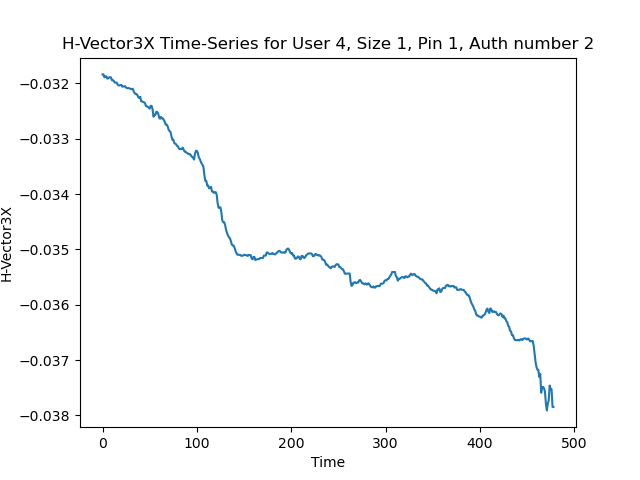 H-Vector3X Time-Series for User 4, Size 1, Pin 1, Auth number 2
−0.032
−0.033
−0.034
−0.035
−0.036
−0.037
−0.038
H-Vector3X
0 100 200 300 400 500
Time